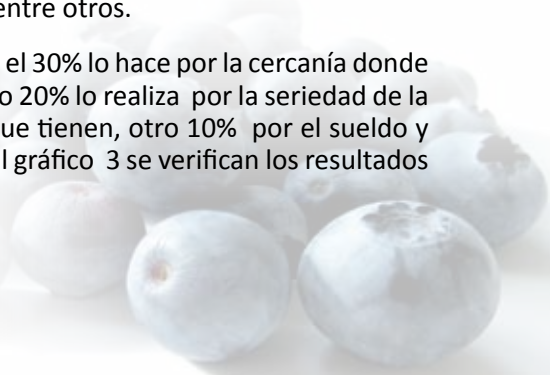 entre otros.
el 30% lo hace por la cercanía donde
o 20% lo realiza por la seriedad de la
ue tienen, otro 10% por el sueldo y
l gráfico 3 se verifican los resultados